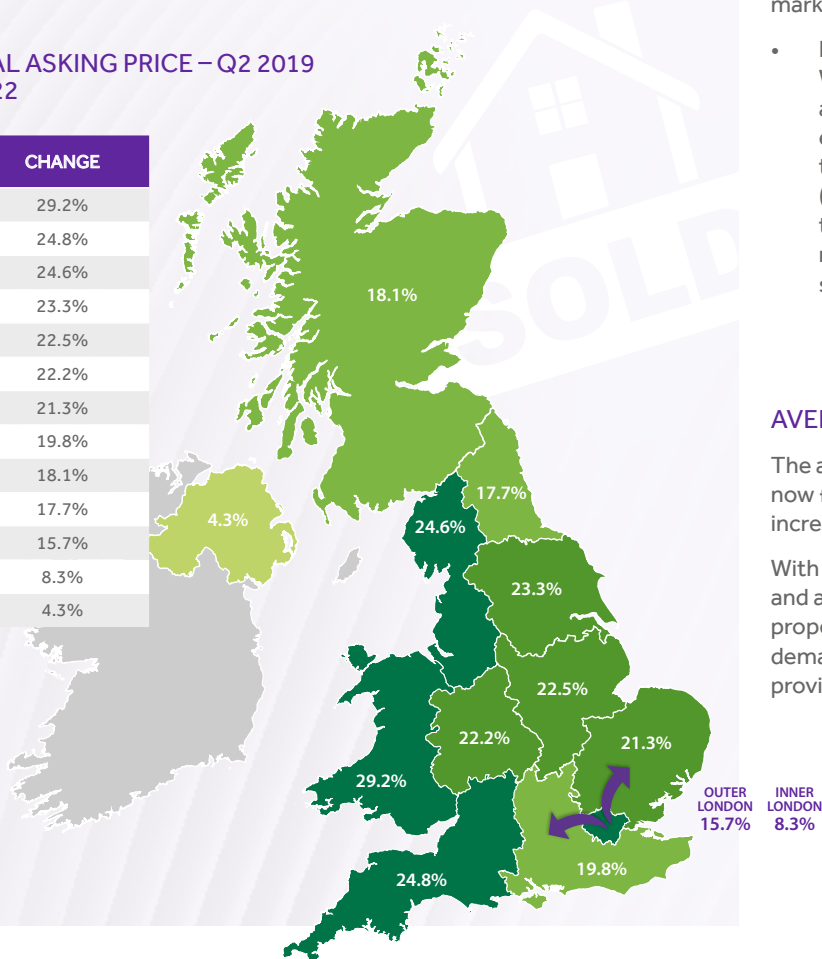 AL ASKING PRICE – Q2 2019
22
CHANGE
29.2%
24.8%
24.6%
23.3%
22.5%
22.2%
21.3%
19.8%
18.1%
17.7%
15.7%
8.3%
4.3%
SOLD
18.1%
17.7%
4.3%
24.6%
23.3%
22.5%
22.2%
21.3%
29.2%
24.8%
19.8%
OUTER
LONDON
15.7%
INNER
LONDON
8.3%
mark
•
AVE
The a
now
incre
With
and a
prope
dema
provi